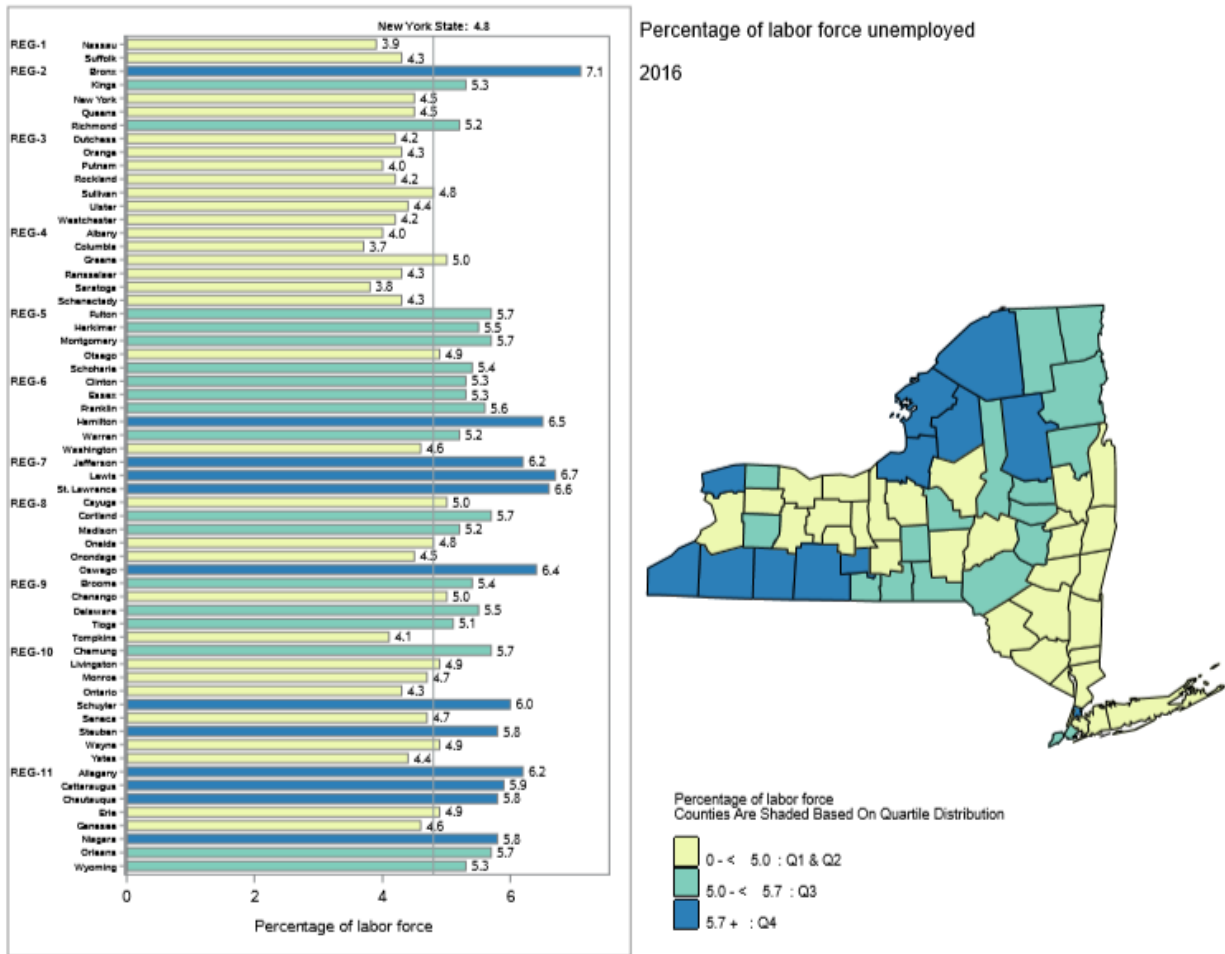 New York State: 4.8
REG-1 Nassau 3.9
Suffolk 4.3
REG-2 Bronx 7.1
Kings 5.3
New York 4.5
Queens 4.5
Richmond 5.2
REG-3 Dutchess 4.2
Orange 4.3
Putnam 4.0
Rockland 4.2
Sullivan 4.8
Ulster 4.4
Westchester 4.2
REG-4 Albany 4.0
Columbia 3.7
Greene 5.0
Rensselaer 4.3
Saratoga 3.8
Schenectady 4.3
REG-5 Fulton 5.7
Herkimer 5.5
Montgomery 5.7
Otsego 4.9
Schoharie 5.4
REG-6 Clinton 5.3
Essex 5.3
Franklin 5.6
Hamilton 6.5
Warren 5.2
Washington 4.6
REG-7 Jefferson 6.2
Lewis 6.7
St. Lawrence 6.6
REG-8 Cayuga 5.0
Cortland 5.7
Madison 5.2
Oneida 4.8
Onondaga 4.5
Oswego 6.4
REG-9 Broome 5.4
Chenango 5.0
Delaware 5.5
Tioga 5.1
Tompkins 4.1
REG-10 Chemung 5.7
Livingston 4.9
Monroe 4.7
Ontario 4.3
Schuyler 6.0
Seneca 4.7
Steuben 5.8
Wayne 4.9
Yates 4.4
REG-11 Allegany 6.2
Cattaraugus 5.9
Chautauqua 5.8
Erie 4.9
Genesee 4.6
Niagara 5.8
Orleans 5.7
Wyoming 5.3
0 2 4 6
Percentage of labor force
Percentage of labor force unemployed
2016
Percentage of labor force
Counties Are Shaded Based On Quartile Distribution
0 - < 5.0 : Q1 & Q2
5.0 - < 5.7 : Q3
5.7 + : Q4